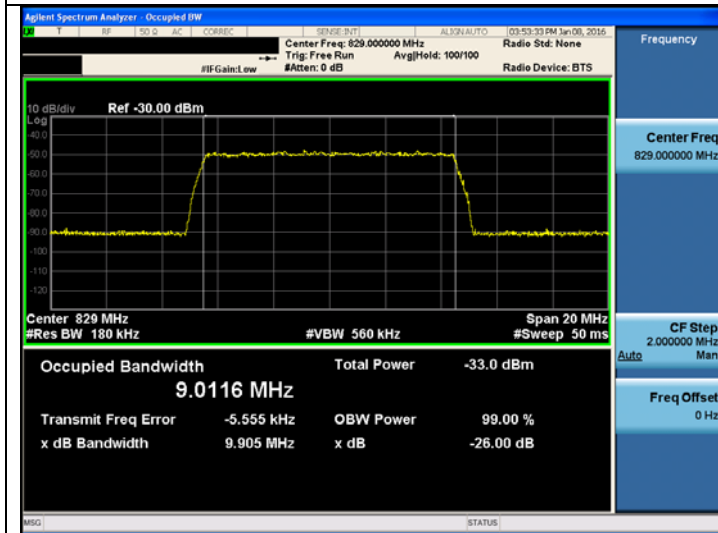 Agilent Spectrum Analyzer - Occupied BW
T RF 50 Ω AC CORREC SENSE:INT ALIGN AUTO 03:53:33 PM Jan 08, 2016
Center Freq: 829.000000 MHz Radio Std: None
Trig: Free Run Avg|Hold: 100/100
#IFGain:Low #Atten: 0 dB Radio Device: BTS
10 dB/div Ref -30.00 dBm
Log
-40.0
-50.0
-60.0
-70.0
-80.0
-90.0
-100
-110
-120
Center 829 MHz Span 20 MHz
#Res BW 180 kHz #VBW 560 kHz #Sweep 50 ms
Occupied Bandwidth Total Power -33.0 dBm
9.0116 MHz
Transmit Freq Error -5.555 kHz OBW Power 99.00 %
x dB Bandwidth 9.905 MHz x dB -26.00 dB
MSG STATUS
Frequency
Center Freq
829.000000 MHz
CF Step
2.000000 MHz
Auto Man
Freq Offset
0 Hz